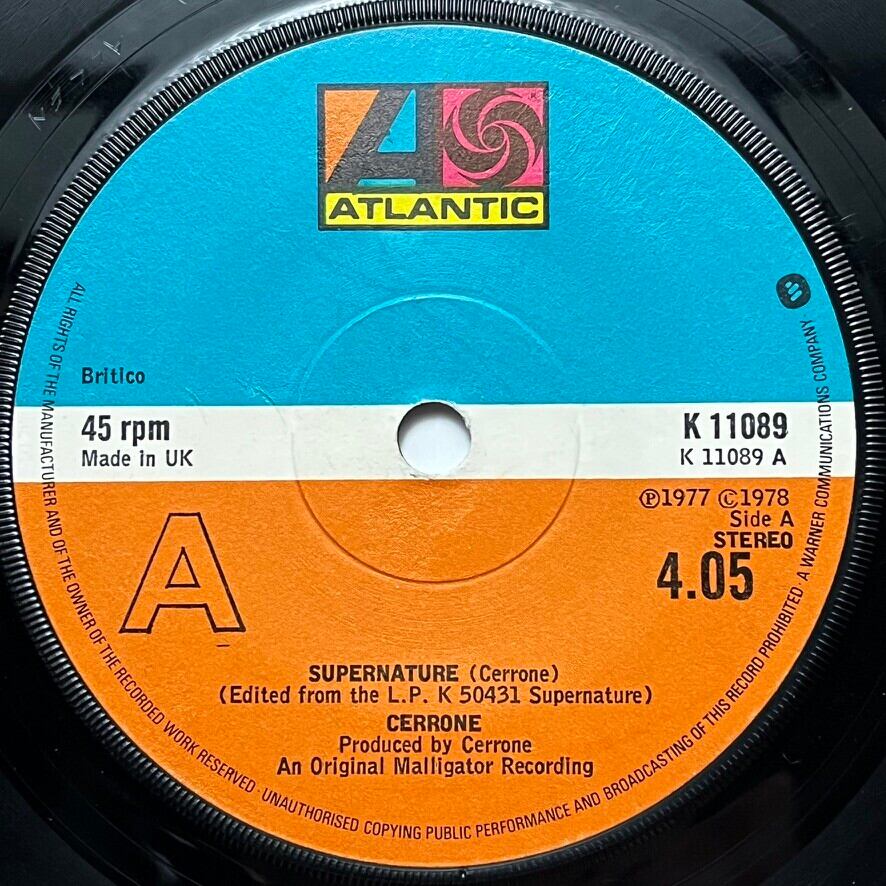 ATLANTIC
Britico
45 rpm
Made in UK
K 11089
K 11089 A
Ⓟ1977 ©1978
Side A
STEREO
4.05
A
SUPERNATURE (Cerrone)
(Edited from the L.P. K 50431 Supernature)
CERRONE
Produced by Cerrone
An Original Malligator Recording
ALL RIGHTS OF THE MANUFACTURER AND OF THE OWNER OF THE RECORDED WORK RESERVED · UNAUTHORISED COPYING PUBLIC PERFORMANCE AND BROADCASTING OF THIS RECORD PROHIBITED · A WARNER COMMUNICATIONS COMPANY